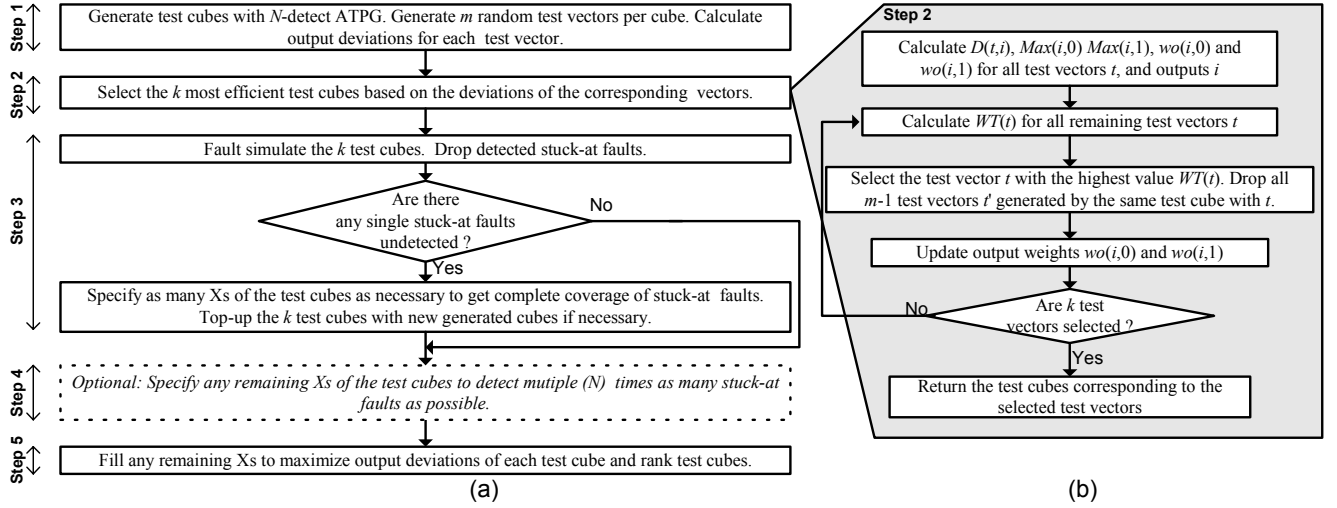 Step 1
Generate test cubes with N-detect ATPG. Generate m random test vectors per cube. Calculate
output deviations for each test vector.
Step 2
Select the k most efficient test cubes based on the deviations of the corresponding vectors.
Step 3
Fault simulate the k test cubes. Drop detected stuck-at faults.
Are there
any single stuck-at faults
undetected ?
No
Yes
Specify as many Xs of the test cubes as necessary to get complete coverage of stuck-at faults.
Top-up the k test cubes with new generated cubes if necessary.
Step 4
Optional: Specify any remaining Xs of the test cubes to detect mutiple (N) times as many stuck-at
faults as possible.
Step 5
Fill any remaining Xs to maximize output deviations of each test cube and rank test cubes.
(a)
Step 2
Calculate D(t,i), Max(i,0) Max(i,1), wo(i,0) and
wo(i,1) for all test vectors t, and outputs i
Calculate WT(t) for all remaining test vectors t
Select the test vector t with the highest value WT(t). Drop all
m-1 test vectors t' generated by the same test cube with t.
Update output weights wo(i,0) and wo(i,1)
No
Are k test
vectors selected ?
Yes
Return the test cubes corresponding to the
selected test vectors
(b)